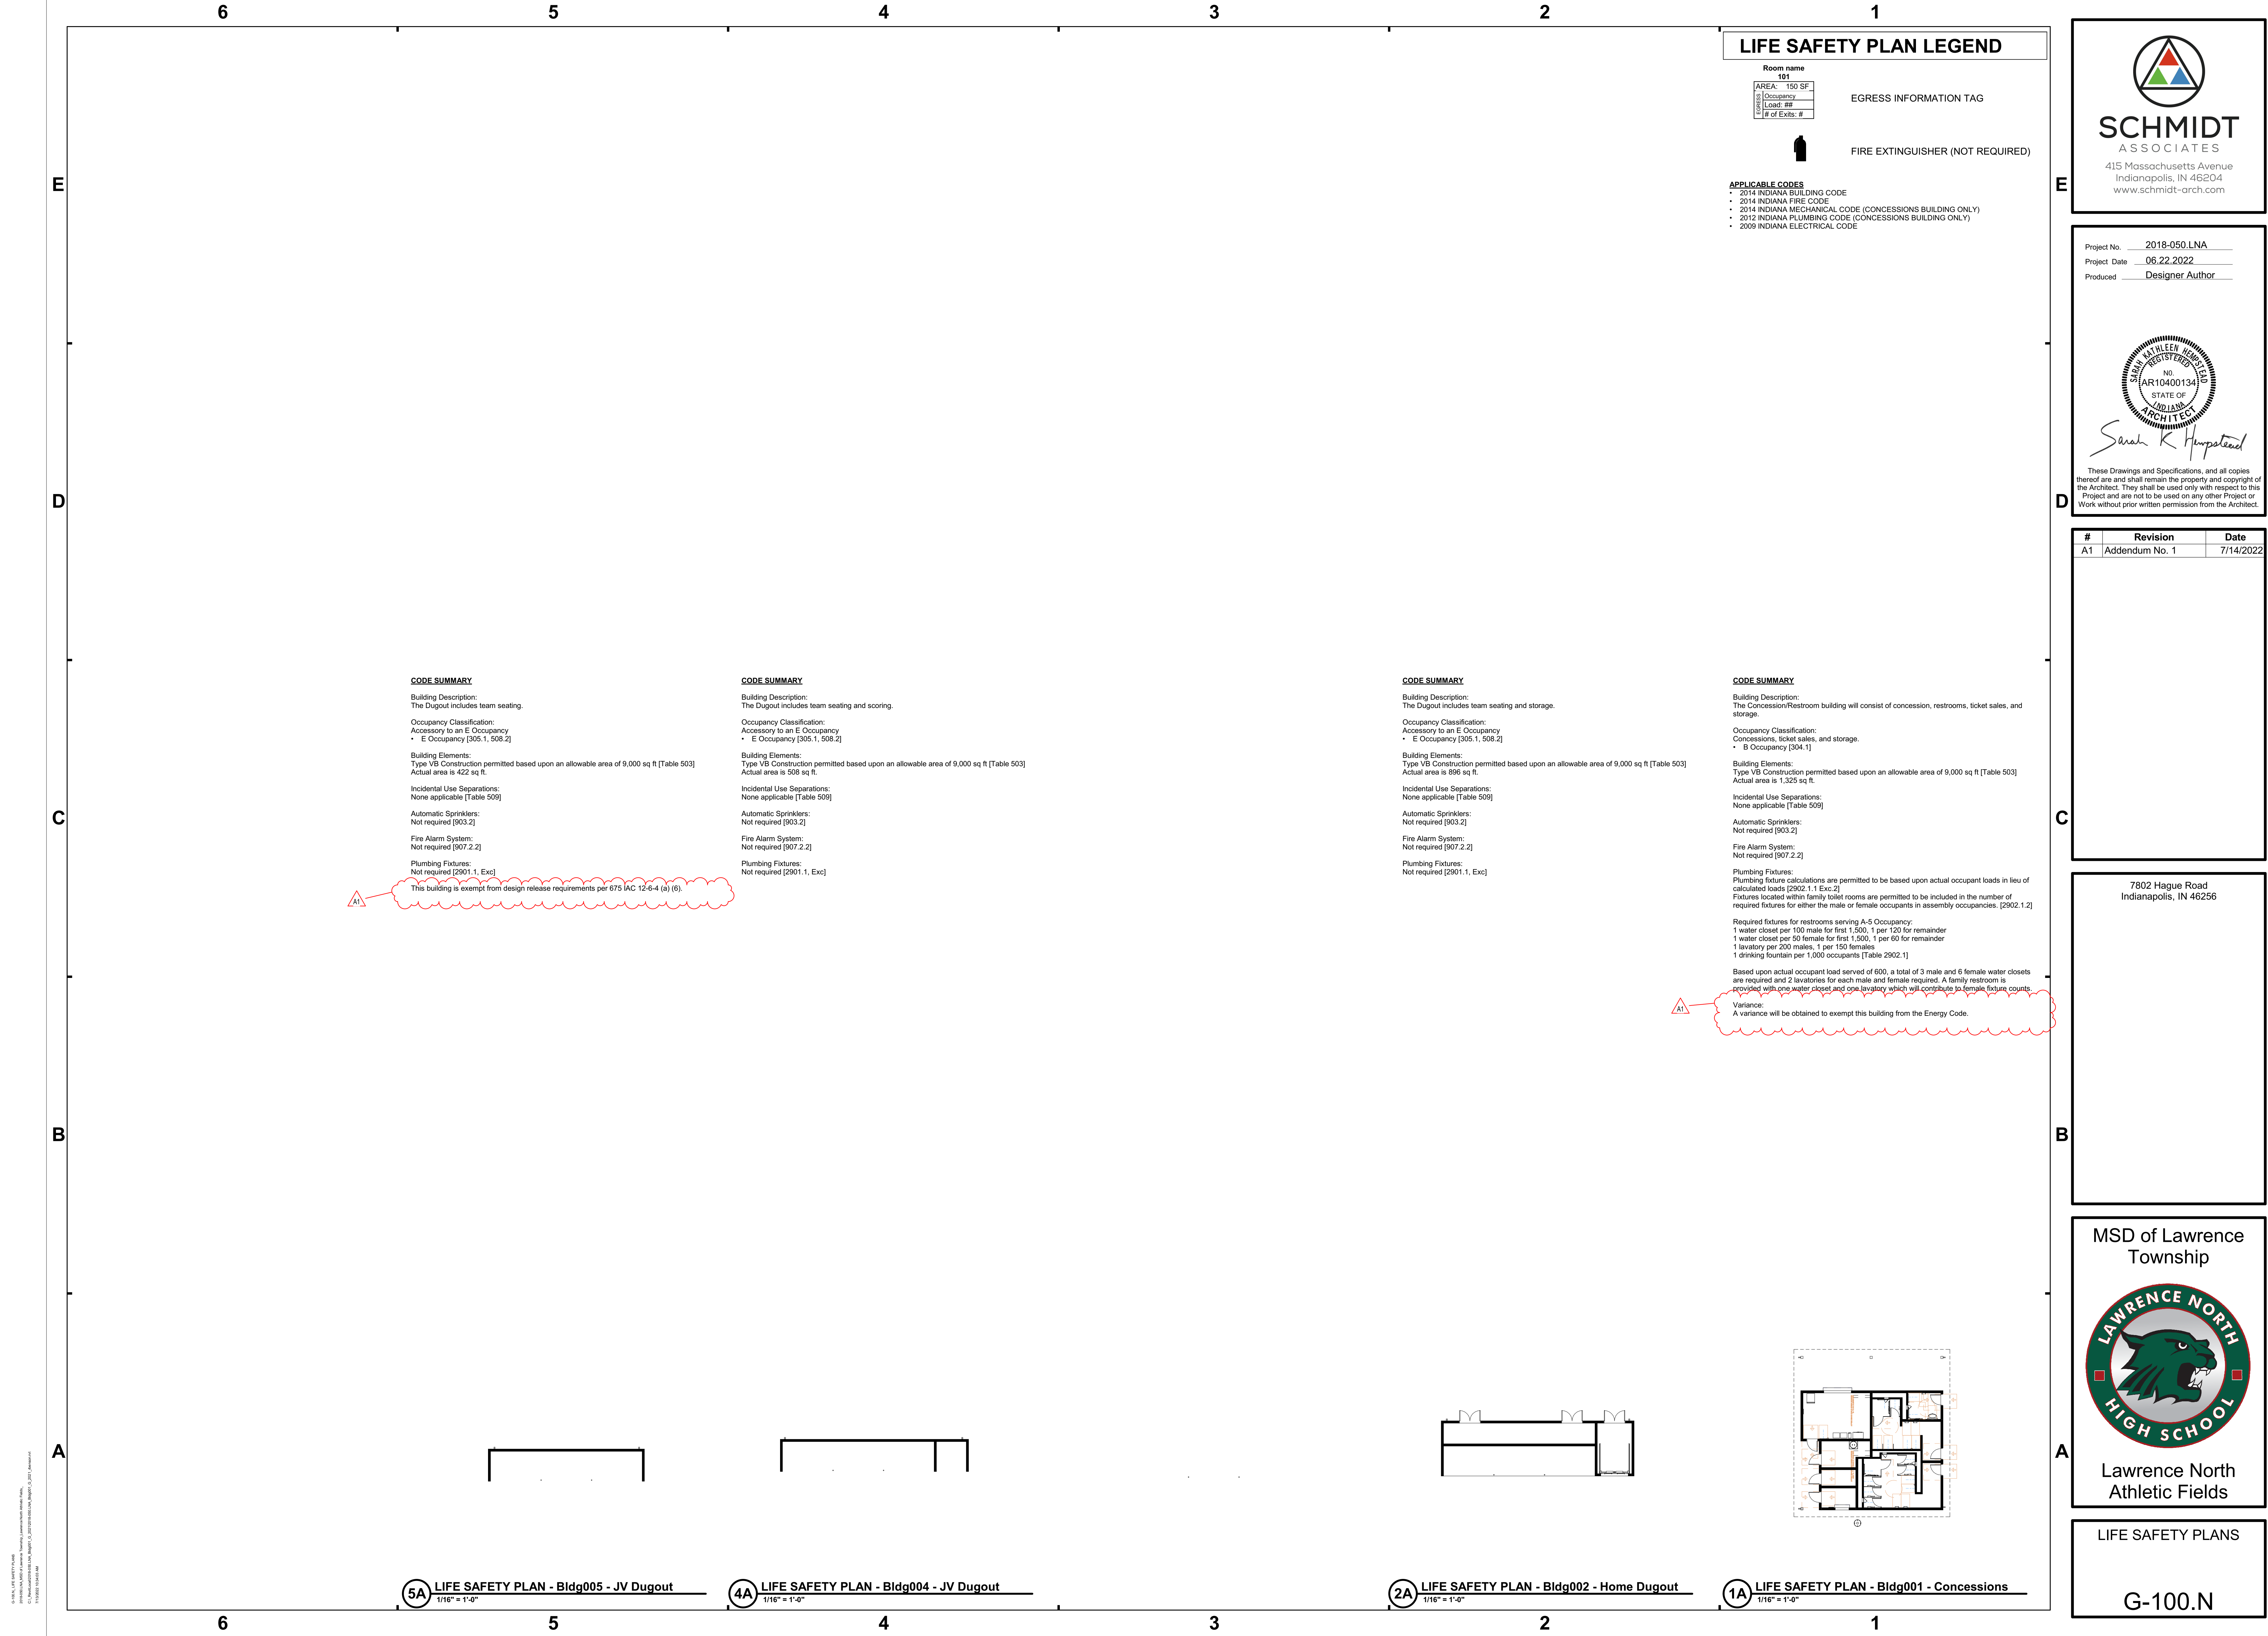 6 5 4 3 2 1
LIFE SAFETY PLAN LEGEND
Room name
101
AREA: 150 SF
EGRESS
Occupancy
Load: ##
# of Exits: #
EGRESS INFORMATION TAG
FIRE EXTINGUISHER (NOT REQUIRED)
APPLICABLE CODES
• 2014 INDIANA BUILDING CODE
• 2014 INDIANA FIRE CODE
• 2014 INDIANA MECHANICAL CODE (CONCESSIONS BUILDING ONLY)
• 2012 INDIANA PLUMBING CODE (CONCESSIONS BUILDING ONLY)
• 2009 INDIANA ELECTRICAL CODE
E
D
C
B
A
CODE SUMMARY
Building Description:
The Dugout includes team seating.
Occupancy Classification:
Accessory to an E Occupancy
• E Occupancy [305.1, 508.2]
Building Elements:
Type VB Construction permitted based upon an allowable area of 9,000 sq ft [Table 503]
Actual area is 422 sq ft.
Incidental Use Separations:
None applicable [Table 509]
Automatic Sprinklers:
Not required [903.2]
Fire Alarm System:
Not required [907.2.2]
Plumbing Fixtures:
Not required [2901.1, Exc]
This building is exempt from design release requirements per 675 IAC 12-6-4 (a) (6).
A1
CODE SUMMARY
Building Description:
The Dugout includes team seating and scoring.
Occupancy Classification:
Accessory to an E Occupancy
• E Occupancy [305.1, 508.2]
Building Elements:
Type VB Construction permitted based upon an allowable area of 9,000 sq ft [Table 503]
Actual area is 508 sq ft.
Incidental Use Separations:
None applicable [Table 509]
Automatic Sprinklers:
Not required [903.2]
Fire Alarm System:
Not required [907.2.2]
Plumbing Fixtures:
Not required [2901.1, Exc]
CODE SUMMARY
Building Description:
The Dugout includes team seating and storage.
Occupancy Classification:
Accessory to an E Occupancy
• E Occupancy [305.1, 508.2]
Building Elements:
Type VB Construction permitted based upon an allowable area of 9,000 sq ft [Table 503]
Actual area is 896 sq ft.
Incidental Use Separations:
None applicable [Table 509]
Automatic Sprinklers:
Not required [903.2]
Fire Alarm System:
Not required [907.2.2]
Plumbing Fixtures:
Not required [2901.1, Exc]
CODE SUMMARY
Building Description:
The Concession/Restroom building will consist of concession, restrooms, ticket sales, and
storage.
Occupancy Classification:
Concessions, ticket sales, and storage.
• B Occupancy [304.1]
Building Elements:
Type VB Construction permitted based upon an allowable area of 9,000 sq ft [Table 503]
Actual area is 1,325 sq ft.
Incidental Use Separations:
None applicable [Table 509]
Automatic Sprinklers:
Not required [903.2]
Fire Alarm System:
Not required [907.2.2]
Plumbing Fixtures:
Plumbing fixture calculations are permitted to be based upon actual occupant loads in lieu of
calculated loads [2902.1.1 Exc.2]
Fixtures located within family toilet rooms are permitted to be included in the number of
required fixtures for either the male or female occupants in assembly occupancies. [2902.1.2]
Required fixtures for restrooms serving A-5 Occupancy:
1 water closet per 100 male for first 1,500, 1 per 120 for remainder
1 water closet per 50 female for first 1,500, 1 per 60 for remainder
1 lavatory per 200 males, 1 per 150 females
1 drinking fountain per 1,000 occupants [Table 2902.1]
Based upon actual occupant load served of 600, a total of 3 male and 6 female water closets
are required and 2 lavatories for each male and female required. A family restroom is
provided with one water closet and one lavatory which will contribute to female fixture counts.
Variance:
A variance will be obtained to exempt this building from the Energy Code.
A1
5A LIFE SAFETY PLAN - Bldg005 - JV Dugout
1/16" = 1'-0"
4A LIFE SAFETY PLAN - Bldg004 - JV Dugout
1/16" = 1'-0"
2A LIFE SAFETY PLAN - Bldg002 - Home Dugout
1/16" = 1'-0"
1A LIFE SAFETY PLAN - Bldg001 - Concessions
1/16" = 1'-0"
6 5 4 3 2 1
E
D
C
B
A
SCHMIDT
ASSOCIATES
415 Massachusetts Avenue
Indianapolis, IN 46204
www.schmidt-arch.com
Project No. 2018-050.LNA
Project Date 06.22.2022
Produced Designer Author
SARAH KATHLEEN HEMPSTEAD
REGISTERED
N0.
AR10400134
STATE OF
INDIANA
ARCHITECT
Sarah K Hempstead
These Drawings and Specifications, and all copies
thereof are and shall remain the property and copyright of
the Architect. They shall be used only with respect to this
Project and are not to be used on any other Project or
Work without prior written permission from the Architect.
# Revision Date
A1 Addendum No. 1 7/14/2022
7802 Hague Road
Indianapolis, IN 46256
MSD of Lawrence
Township
LAWRENCE NORTH
HIGH SCHOOL
Lawrence North
Athletic Fields
LIFE SAFETY PLANS
G-100.N